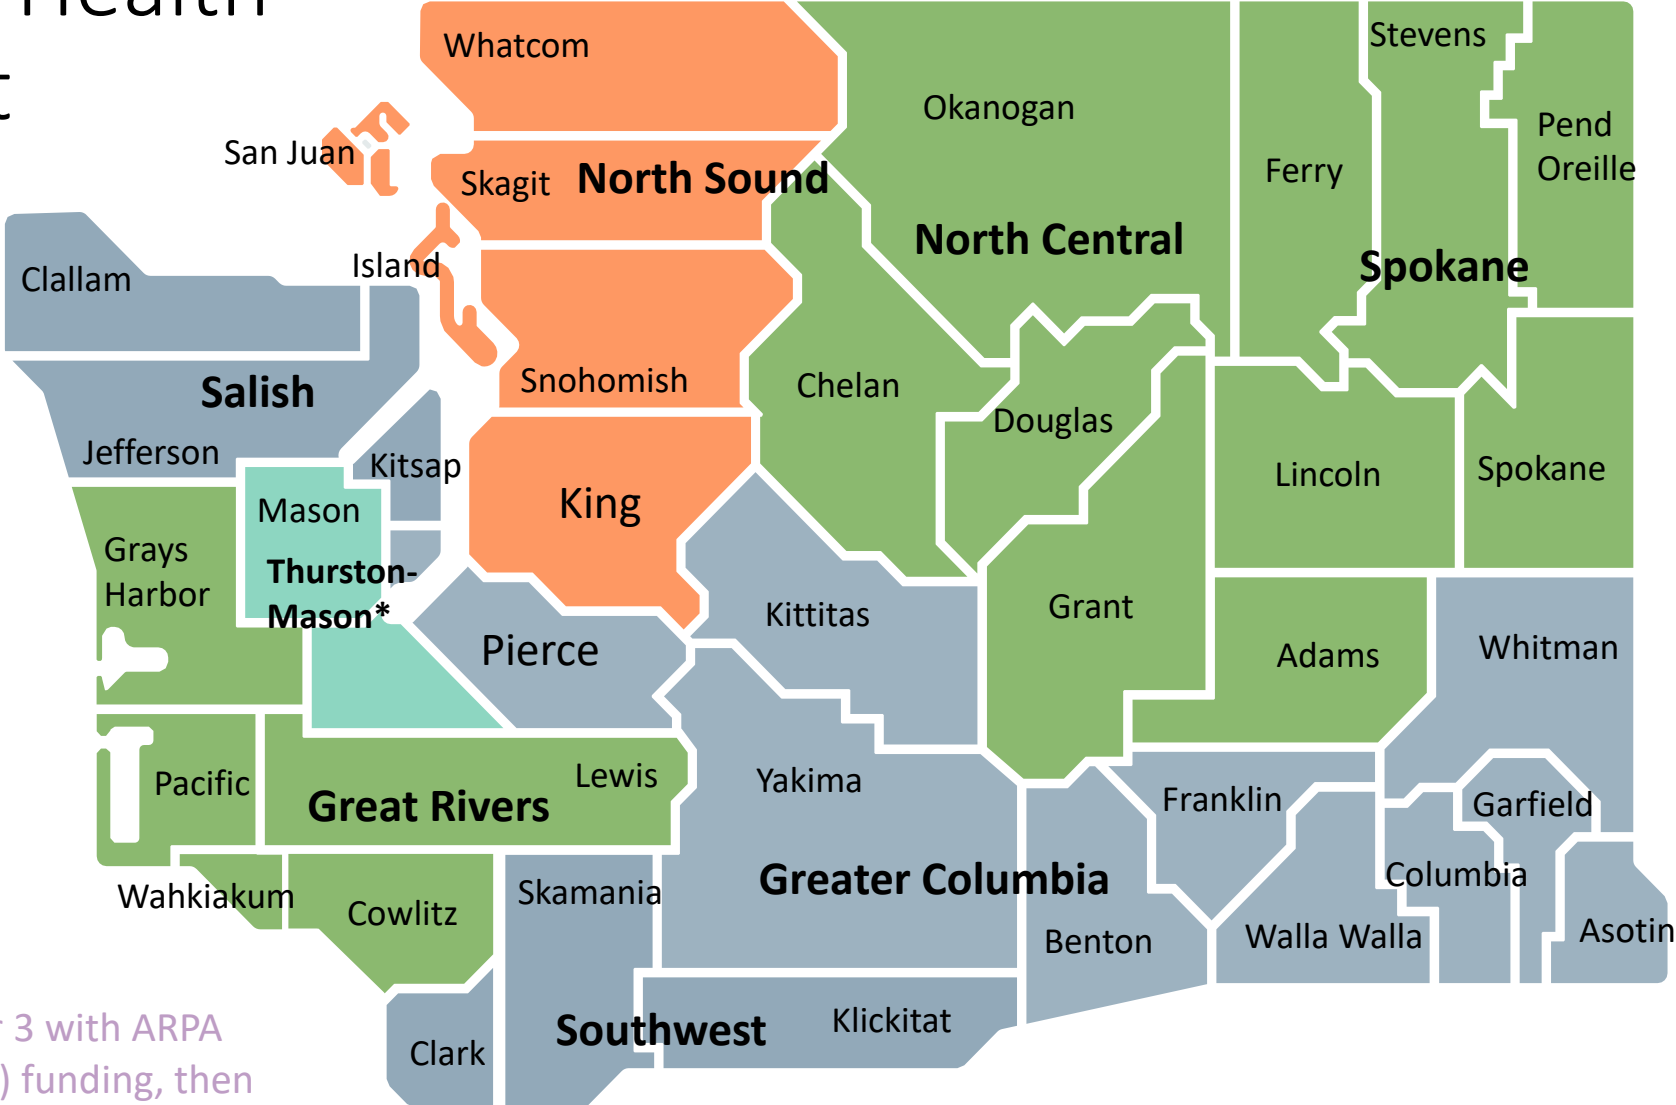 Health
t
Whatcom
Stevens
Okanogan
Pend
Oreille
San Juan
Ferry
Skagit
North Sound
North Central
Island
Spokane
Clallam
Snohomish
Chelan
Salish
Douglas
Jefferson
Kitsap
Lincoln
Spokane
Mason
King
Grays
Harbor
Thurston-
Mason*
Kittitas
Grant
Pierce
Adams
Whitman
Pacific
Lewis
Great Rivers
Yakima
Franklin
Garfield
Wahkiakum
Cowlitz
Skamania
Greater Columbia
Columbia
Benton
Walla Walla
Asotin
Southwest
Klickitat
Clark
3 with ARPA
) funding, then